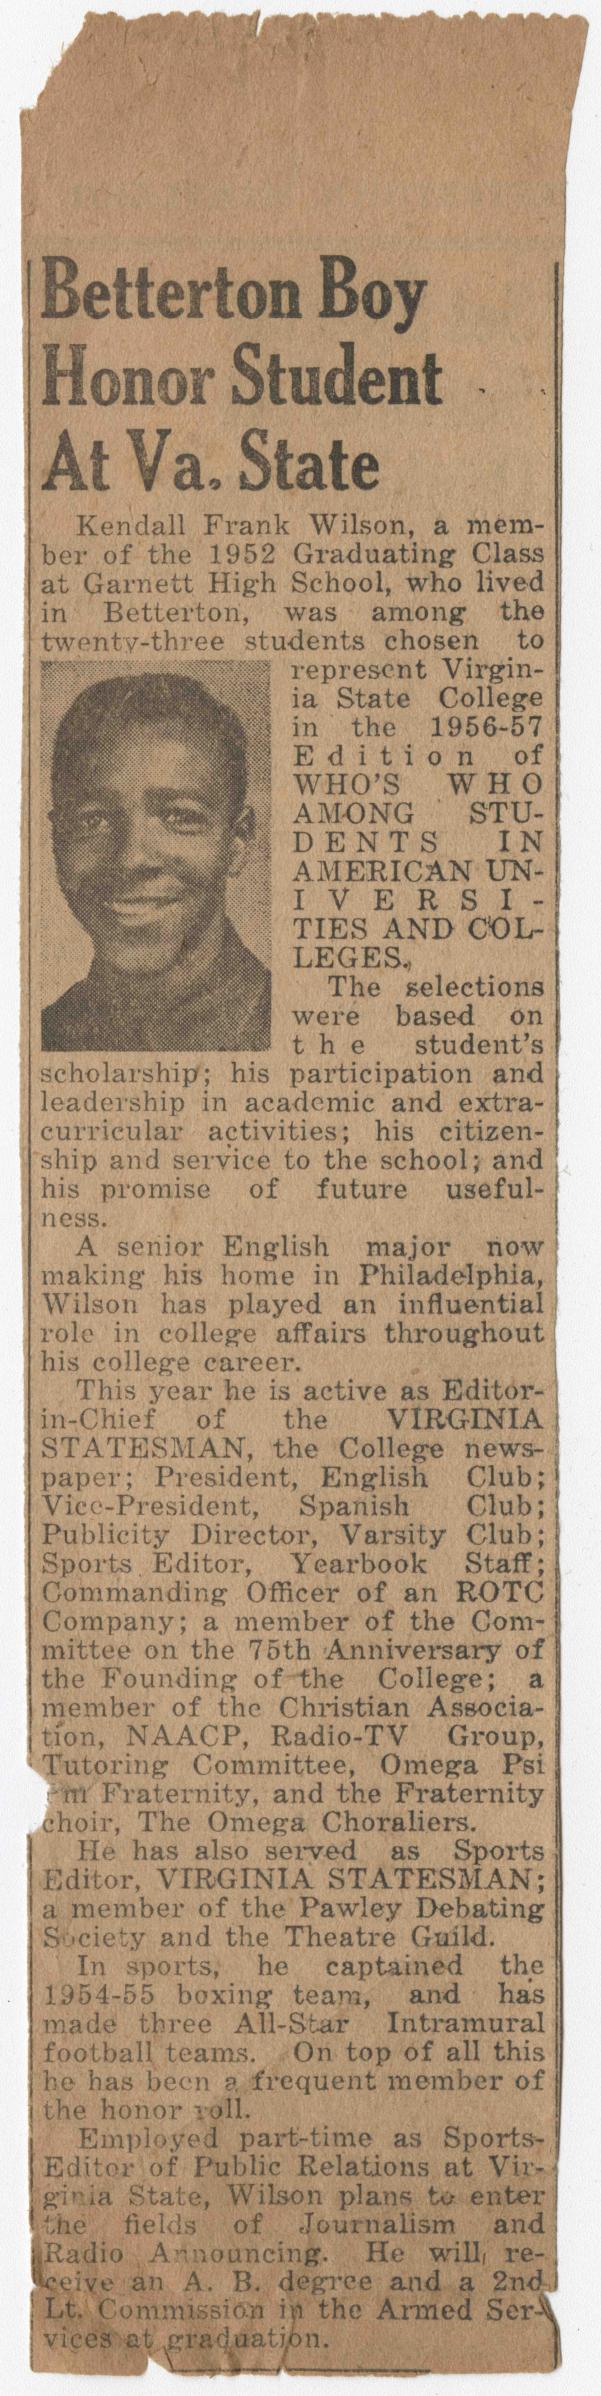 Betterton Boy
Honor Student
At Va. State
Kendall Frank Wilson, a mem-
ber of the 1952 Graduating Class
at Garnett High School, who lived
in Betterton, was among the
twenty-three students chosen to
represent Virgin-
ia State College
in the 1956-57
Edition of
WHO'S WHO
AMONG STU-
DENTS IN
AMERICAN UN-
IVERSI-
TIES AND COL-
LEGES.
The selections
were based on
the student's
scholarship; his participation and
leadership in academic and extra-
curricular activities; his citizen-
ship and service to the school; and
his promise of future useful-
ness.
A senior English major now
making his home in Philadelphia,
Wilson has played an influential
role in college affairs throughout
his college career.
This year he is active as Editor-
in-Chief of the VIRGINIA
STATESMAN, the College news-
paper; President, English Club;
Vice-President, Spanish Club;
Publicity Director, Varsity Club;
Sports Editor, Yearbook Staff;
Commanding Officer of an ROTC
Company; a member of the Com-
mittee on the 75th Anniversary of
the Founding of the College; a
member of the Christian Associa-
tion, NAACP, Radio-TV Group,
Tutoring Committee, Omega Psi
Fraternity, and the Fraternity
choir, The Omega Choraliers.
He has also served as Sports
Editor, VIRGINIA STATESMAN;
a member of the Pawley Debating
Society and the Theatre Guild.
In sports, he captained the
1954-55 boxing team, and has
made three All-Star Intramural
football teams. On top of all this
he has been a frequent member of
the honor roll.
Employed part-time as Sports-
Editor of Public Relations at Vir-
ginia State, Wilson plans to enter
the fields of Journalism and
Radio Announcing. He will re-
ceive an A. B. degree and a 2nd
Lt. Commission in the Armed Ser-
vices at graduation.